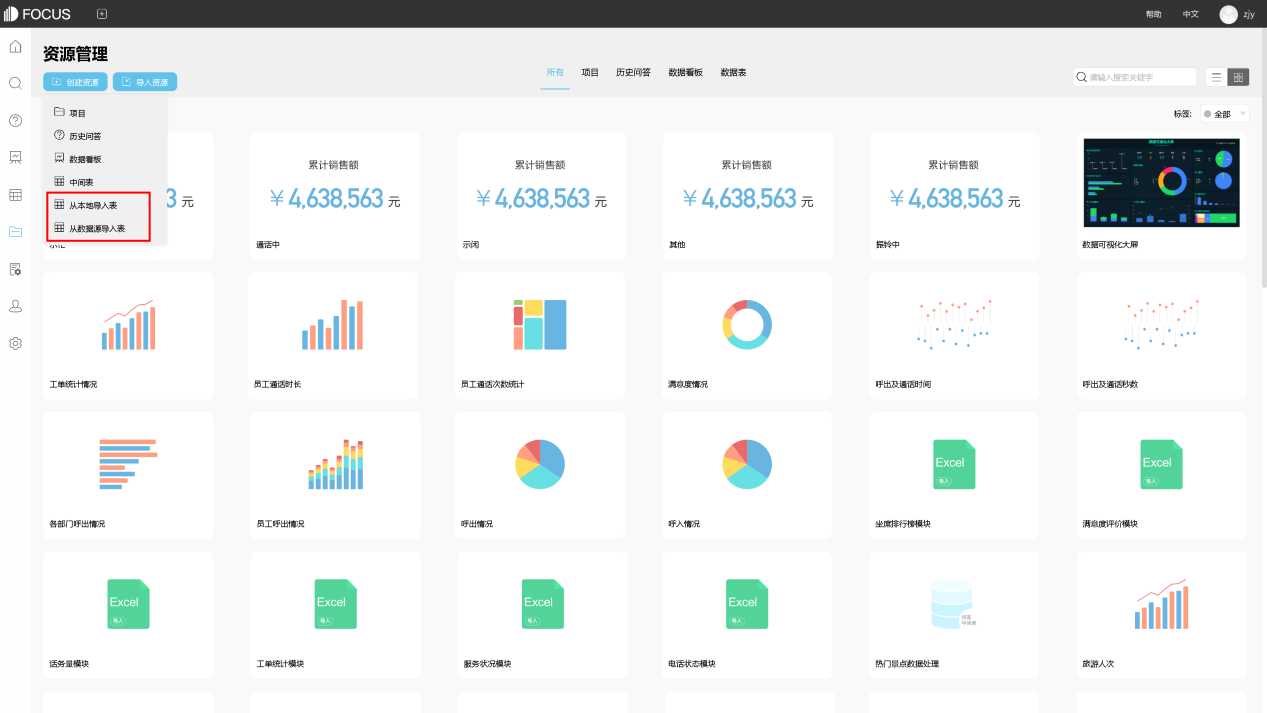 FOCUS
帮助 中文 zjy
资源管理
创建资源 导入资源
所有 项目 历史问答 数据看板 数据表
请输入搜索关键字
标签: 全部
项目
历史问答
数据看板
中间表
从本地导入表
从数据源导入表
3 元
累计销售额
¥ 4,638,563 元
通话中
累计销售额
¥ 4,638,563 元
示闲
累计销售额
¥ 4,638,563 元
其他
累计销售额
¥ 4,638,563 元
振铃中
数据可视化大屏
数据可视化大屏
工单统计情况
员工通话时长
员工通话次数统计
满意度情况
呼出及通话时间
呼出及通话秒数
各部门呼出情况
员工呼出情况
呼出情况
呼入情况
Excel
导入
坐席排行榜模块
Excel
导入
满意度评价模块
Excel
导入
话务量模块
Excel
导入
工单统计模块
Excel
导入
服务状况模块
Excel
导入
电话状态模块
中间表
热门景点数据处理
旅游人次